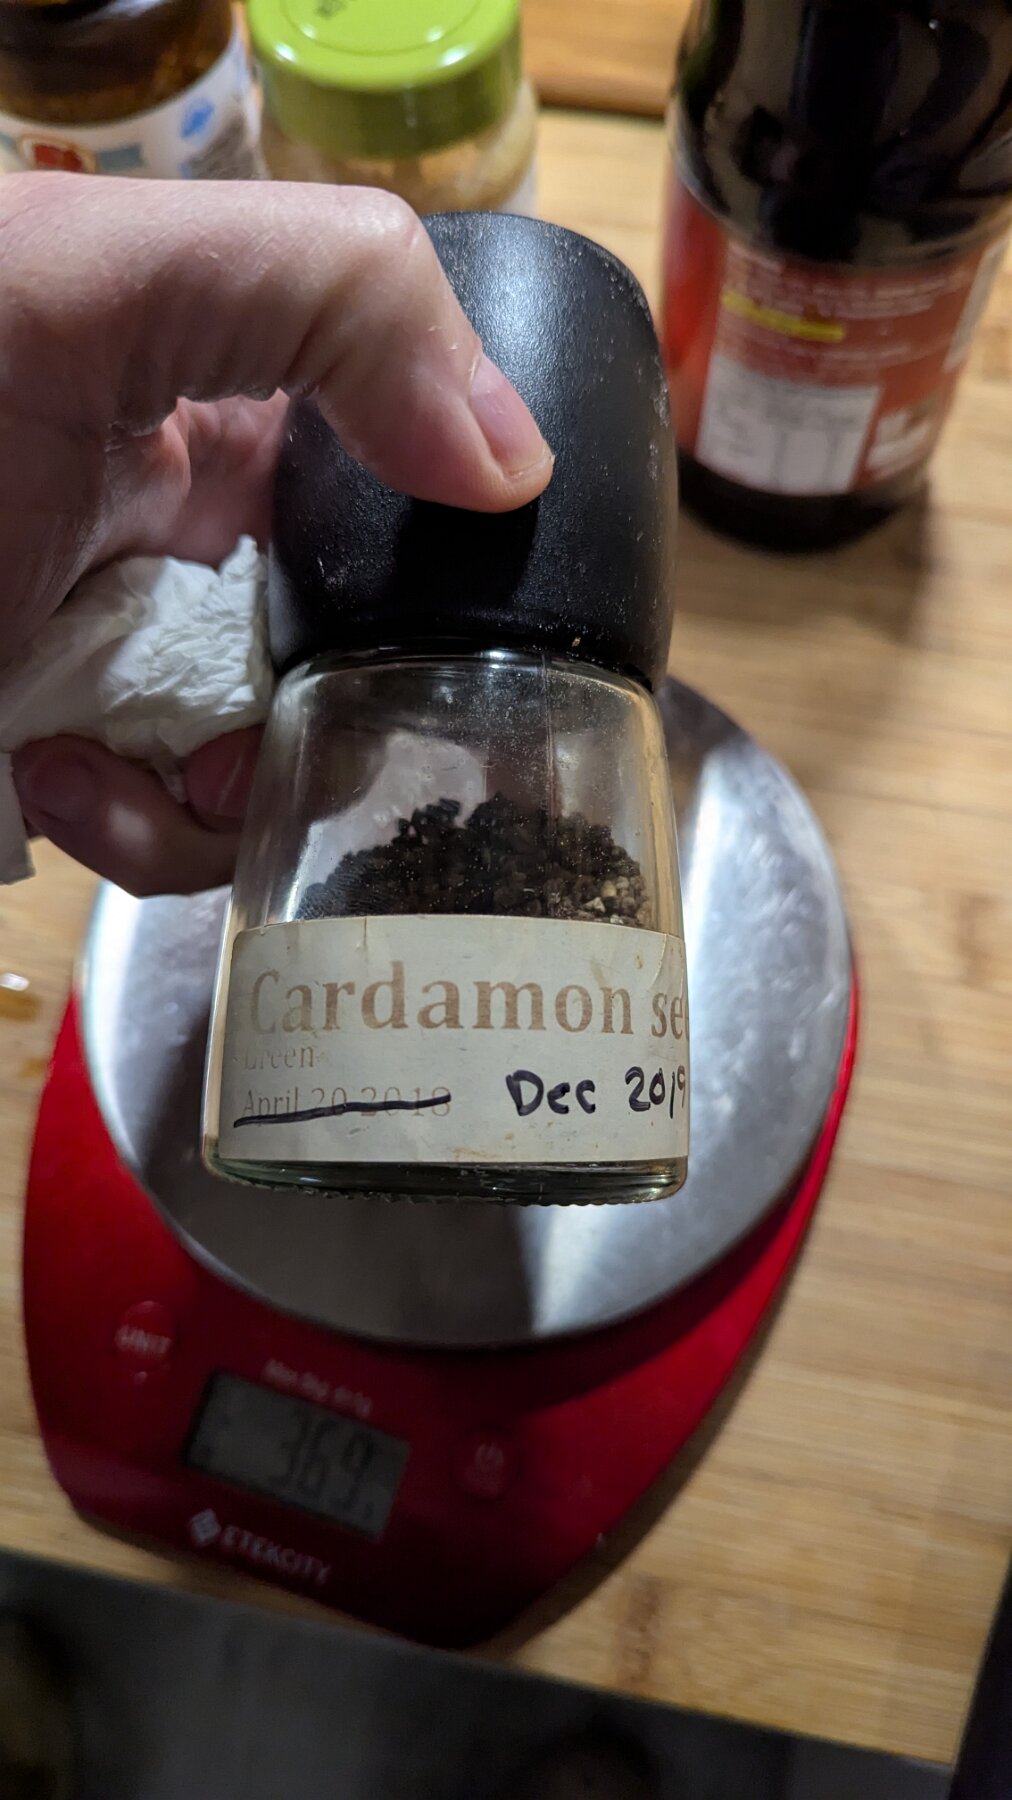 Cardamon se
Green
April 20 2018
Dec 2019
UNIT
369
ETEKCITY